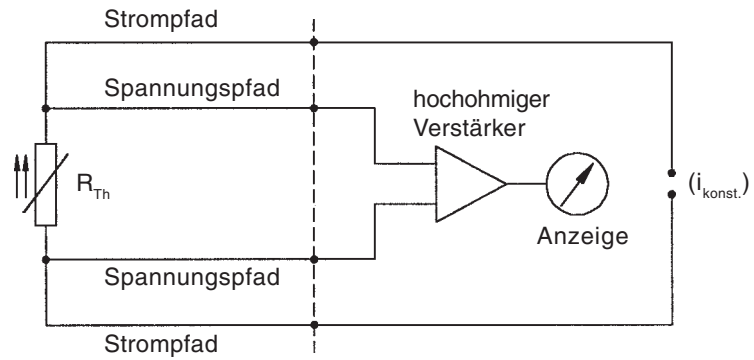 Strompfad
Spannungspfad
hochohmiger
Verstärker
R_Th
(i_konst.)
Anzeige
Spannungspfad
Strompfad